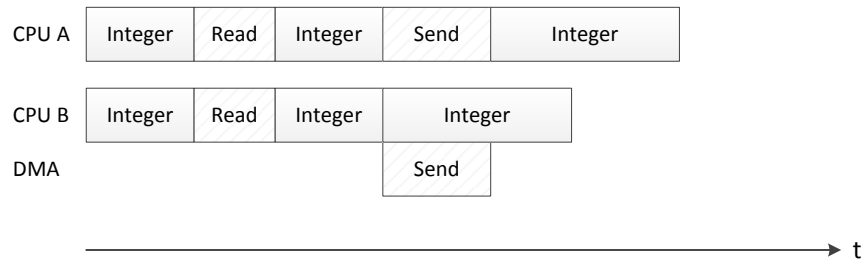 CPU A Integer Read Integer Send Integer
CPU B Integer Read Integer Integer
DMA Send
t